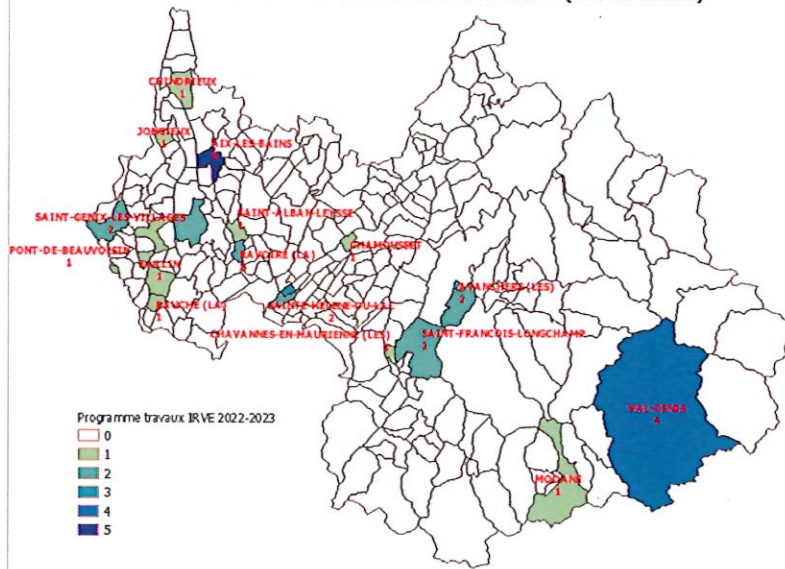 CHINDRIEUX
1
JONGIEUX
1
AIX-LES-BAINS
5
SAINT-GENIX-LES-VILLAGES
2
SAINT-ALBAN-LEYSSE
1
PONT-DE-BEAUVOISIN
1
RAVOIRE (LA)
CHAMOUSSET
1
1
AVANCHERS (LES)
2
BAUCHE (LA)
1
SAINTE-HELENE-DU-LAC
2
CHAVANNES-EN-MAURIENNE (LES)
SAINT-FRANCOIS-LONGCHAMP
2
VAL-CENIS
4
MODANE
1
Programme travaux IRVE 2022-2023
0
1
2
3
4
5